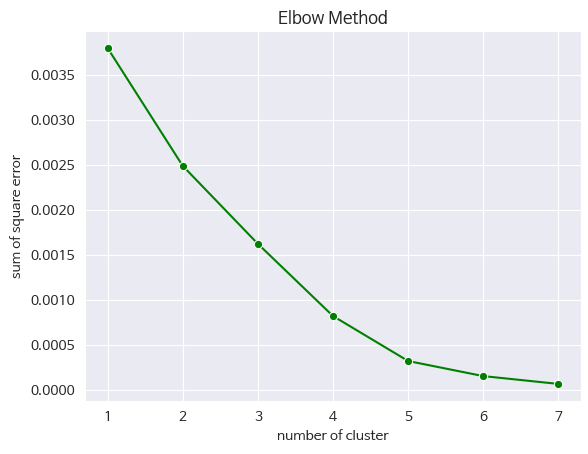 Elbow Method
sum of square error
0.0035
0.0030
0.0025
0.0020
0.0015
0.0010
0.0005
0.0000
1 2 3 4 5 6 7
number of cluster